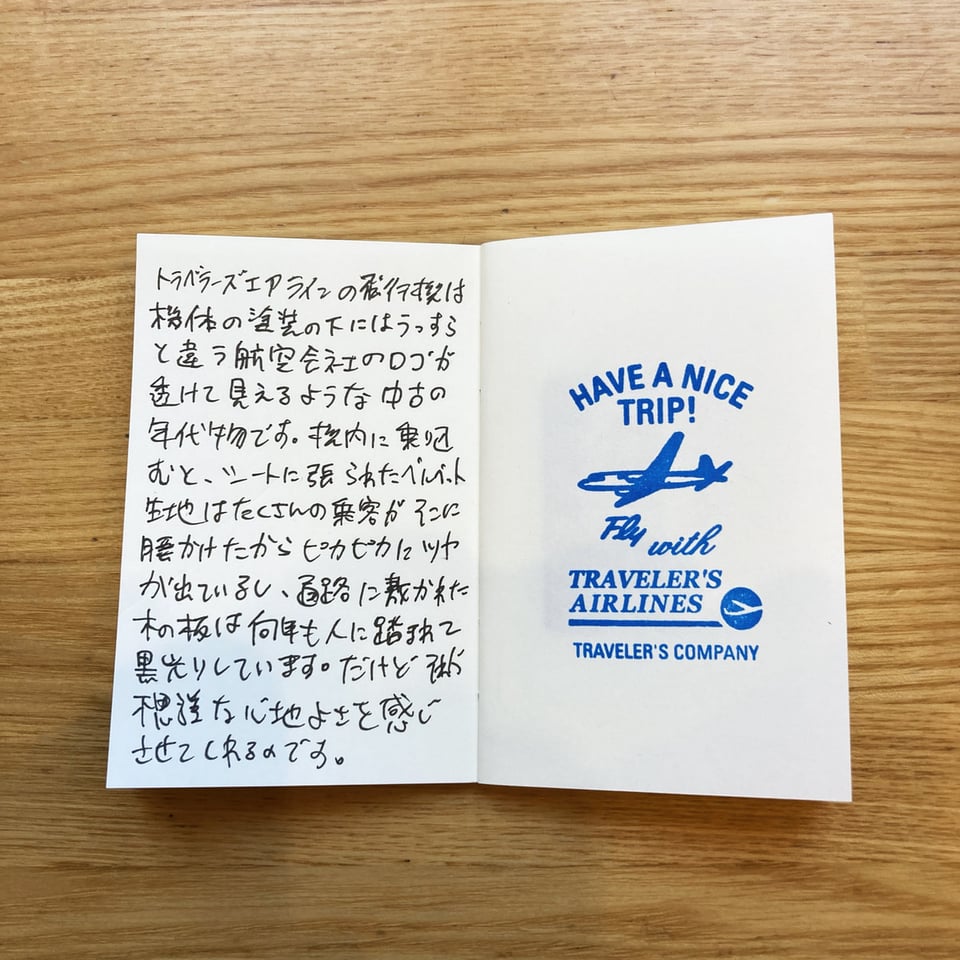 トラベラーズエアラインの飛行機は
機体の塗装の下にはうっすら
と違う航空会社のロゴが
透けて見えるような中古の
年代物です。機内に乗り込
むと、シートに張られたベルベット
生地はたくさんの乗客がそこに
腰かけたからピカピカにツヤ
が出ているし、通路に敷かれた
木の板は何年も人に踏まれて
黒光りしています。だけどそれが
不思議な心地よさを感じ
させてくれるのです。
HAVE A NICE
TRIP!
Fly with
TRAVELER'S
AIRLINES
TRAVELER'S COMPANY